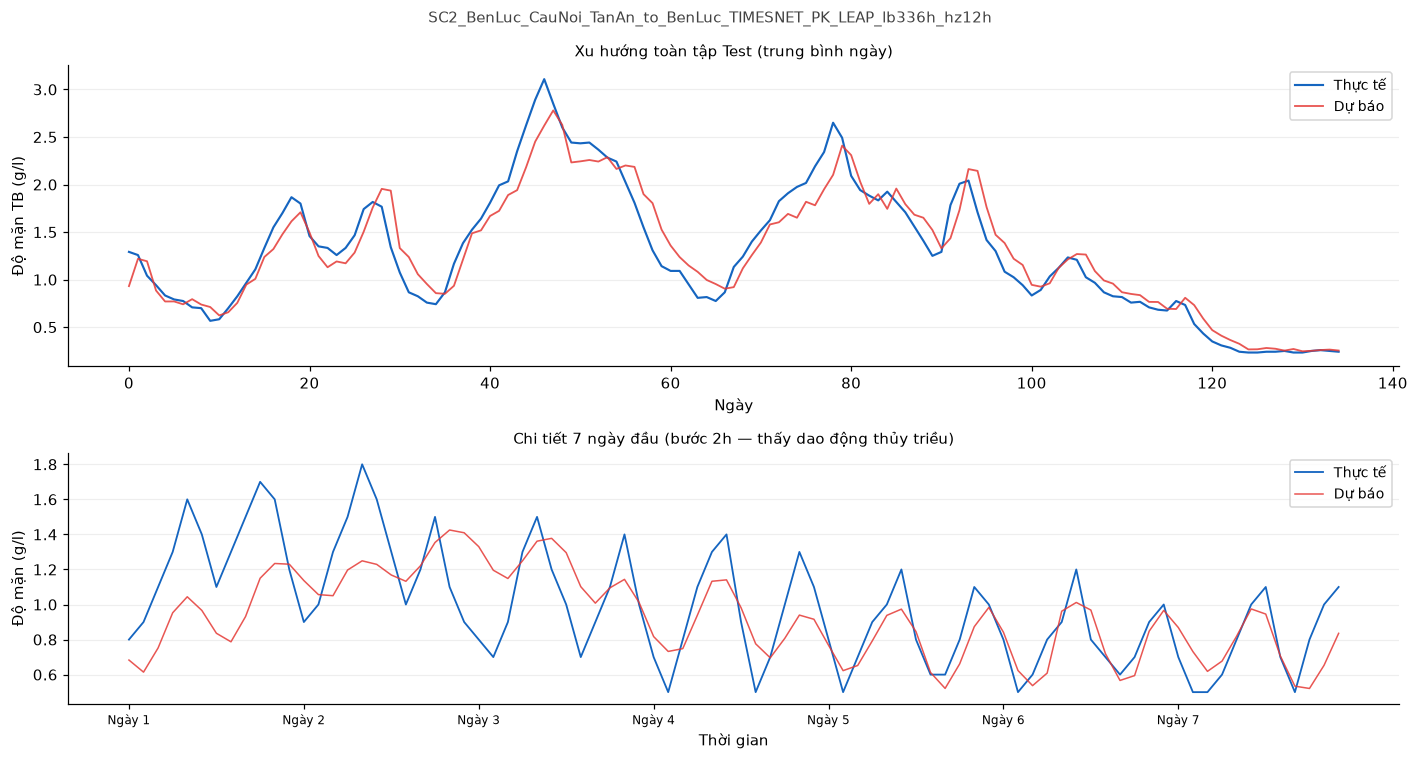 SC2_BenLuc_CauNoi_TanAn_to_BenLuc_TIMESNET_PK_LEAP_lb336h_hz12h
Xu hướng toàn tập Test (trung bình ngày)
Độ mặn TB (g/l)
3.0
2.5
2.0
1.5
1.0
0.5
Thực tế
Dự báo
0 20 40 60 80 100 120 140
Ngày
Chi tiết 7 ngày đầu (bước 2h — thấy dao động thủy triều)
Độ mặn (g/l)
1.8
1.6
1.4
1.2
1.0
0.8
0.6
Thực tế
Dự báo
Ngày 1 Ngày 2 Ngày 3 Ngày 4 Ngày 5 Ngày 6 Ngày 7
Thời gian